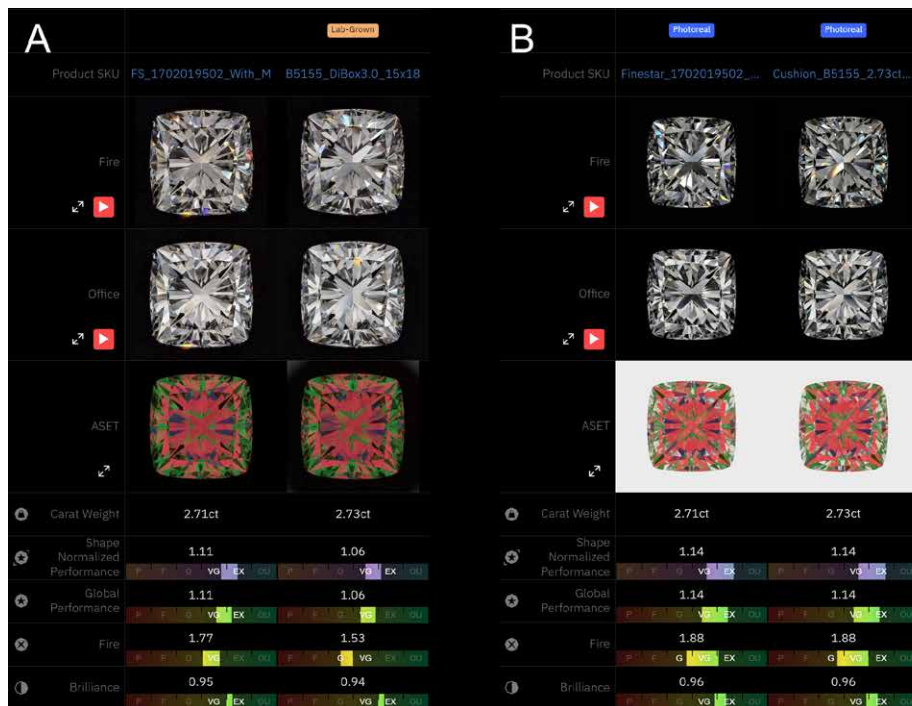 A
B
Lab-Grown
Photoreal
Photoreal
Product SKU
FS_1702019502_With_M
B5155_DiBox3.0_15x18
Product SKU
Finestar_1702019502_...
Cushion_B5155_2.73ct...
Fire
Fire
Office
Office
ASET
ASET
Carat Weight
2.71ct
2.73ct
Carat Weight
2.71ct
2.73ct
Shape
Normalized
Performance
1.11
P F G VG EX OU
1.06
P F G VG EX OU
Shape
Normalized
Performance
1.14
P F G VG EX OU
1.14
P F G VG EX OU
Global
Performance
1.11
P F G VG EX OU
1.06
P F G VG EX OU
Global
Performance
1.14
P F G VG EX OU
1.14
P F G VG EX OU
Fire
1.77
P F G VG EX OU
1.53
P F G VG EX OU
Fire
1.88
P F G VG EX OU
1.88
P F G VG EX OU
Brilliance
0.95
P F G VG EX OU
0.94
P F G VG EX OU
Brilliance
0.96
P F G VG EX OU
0.96
P F G VG EX OU